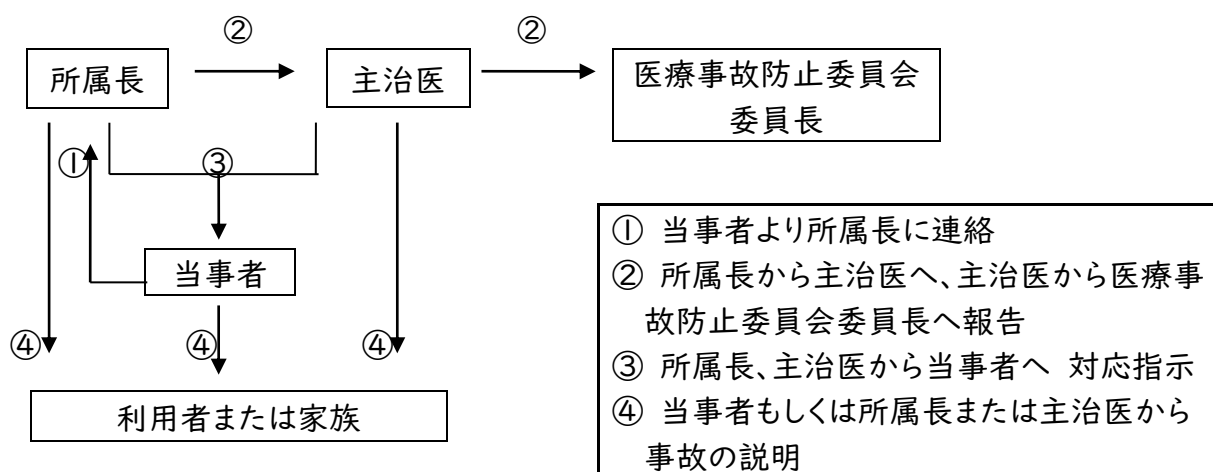 ② ②
所属長
主治医
医療事故防止委員会
委員長
① ③
当事者
④ ④ ④
利用者または家族
① 当事者より所属長に連絡
② 所属長から主治医へ、主治医から医療事
故防止委員会委員長へ報告
③ 所属長、主治医から当事者へ 対応指示
④ 当事者もしくは所属長または主治医から
事故の説明